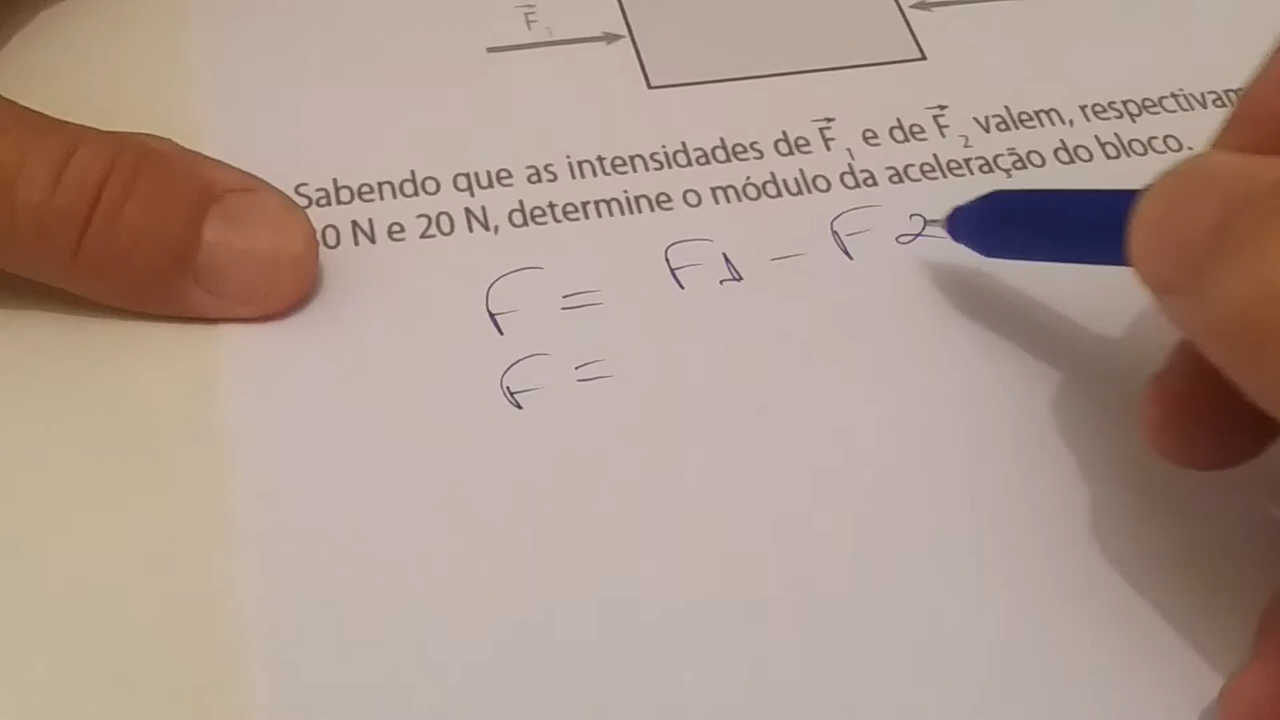 F₁
Sabendo que as intensidades de F₁ e de F₂ valem,
0 N e 20 N, determine o módulo da aceleração do bloco.
F = F1 - F2
F =